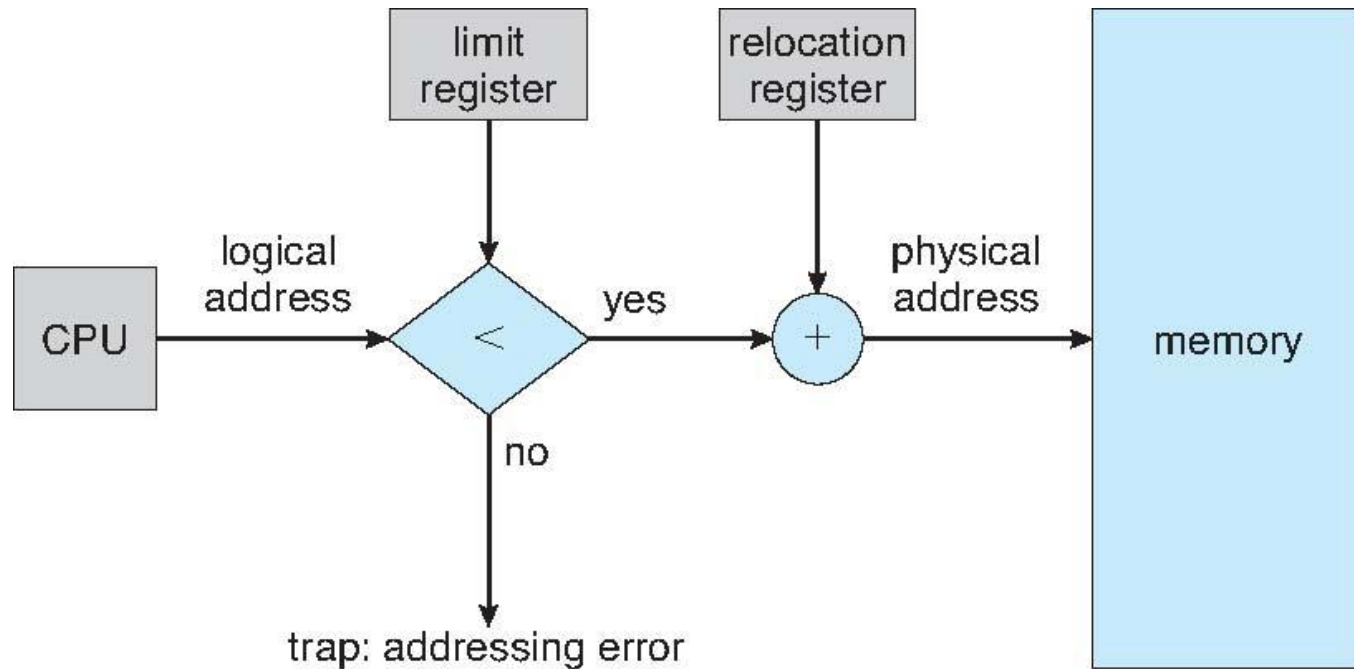 limit
register
relocation
register
logical
address
physical
address
CPU
<
yes
+
memory
no
trap: addressing error